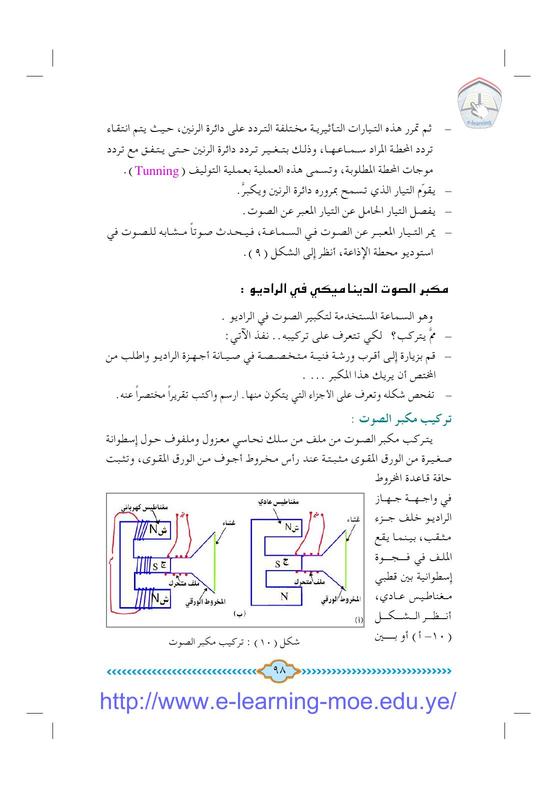 e-learning
– ثم تمرر هذه التيارات التأثيرية مختلفة التردد على دائرة الرنين، حيث يتم انتقاء
تردد المحطة المراد سماعها، وذلك بتغير تردد دائرة الرنين حتى يتفق مع تردد
موجات المحطة المطلوبة، وتسمى هذه العملية بعملية التوليف ( Tunning ) .
– يقوّم التيار الذي تسمح بمروره دائرة الرنين ويكبرَّ.
– يفصل التيار الحامل عن التيار المعبر عن الصوت .
– يمر التيار المعبر عن الصوت في السماعة، فيحدث صوتاً مشابه للصوت في
استوديو محطة الإذاعة، أنظر إلى الشكل ( ٩ ) .
مكبر الصوت الديناميكي في الراديو :
وهو السماعة المستخدمة لتكبير الصوت في الراديو .
– ممَّ يتركب؟ لكي تتعرف على تركيبه.. نفذ الآتي:
– قم بزيارة إلى أقرب ورشة فنية متخصصة في صيانة أجهزة الراديو واطلب من
المختص أن يريك هذا المكبر ... .
– تفحص شكله وتعرف على الاجزاء التي يتكون منها. ارسم واكتب تقريراً مختصراً عنه.
تركيب مكبر الصوت :
يتركب مكبر الصوت من ملف من سلك نحاسي معزول وملفوف حول إسطوانة
صغيرة من الورق المقوى مثبتة عند رأس مخروط أجوف من الورق المقوى، وتثبت
حافة قاعدة المخروط
في واجهة جهاز
الراديو خلف جزء
مثقب، بينما يقع
الملف في فجوة
إسطوانية بين قطبي
مغناطيس عادي،
أنظر الشكل
( ١٠ – أ ) أو بين
مغناطيس عادي
غشاء
ش N
ج S
ملف متحرك
N
المخروط الورقي
(أ)
مغناطيس كهربائي
غشاء
ش N
ج S
ملف متحرك
ش N
المخروط الورقي
(ب)
شكل ( ١٠ ) : تركيب مكبر الصوت
٩٨
http://www.e-learning-moe.edu.ye/